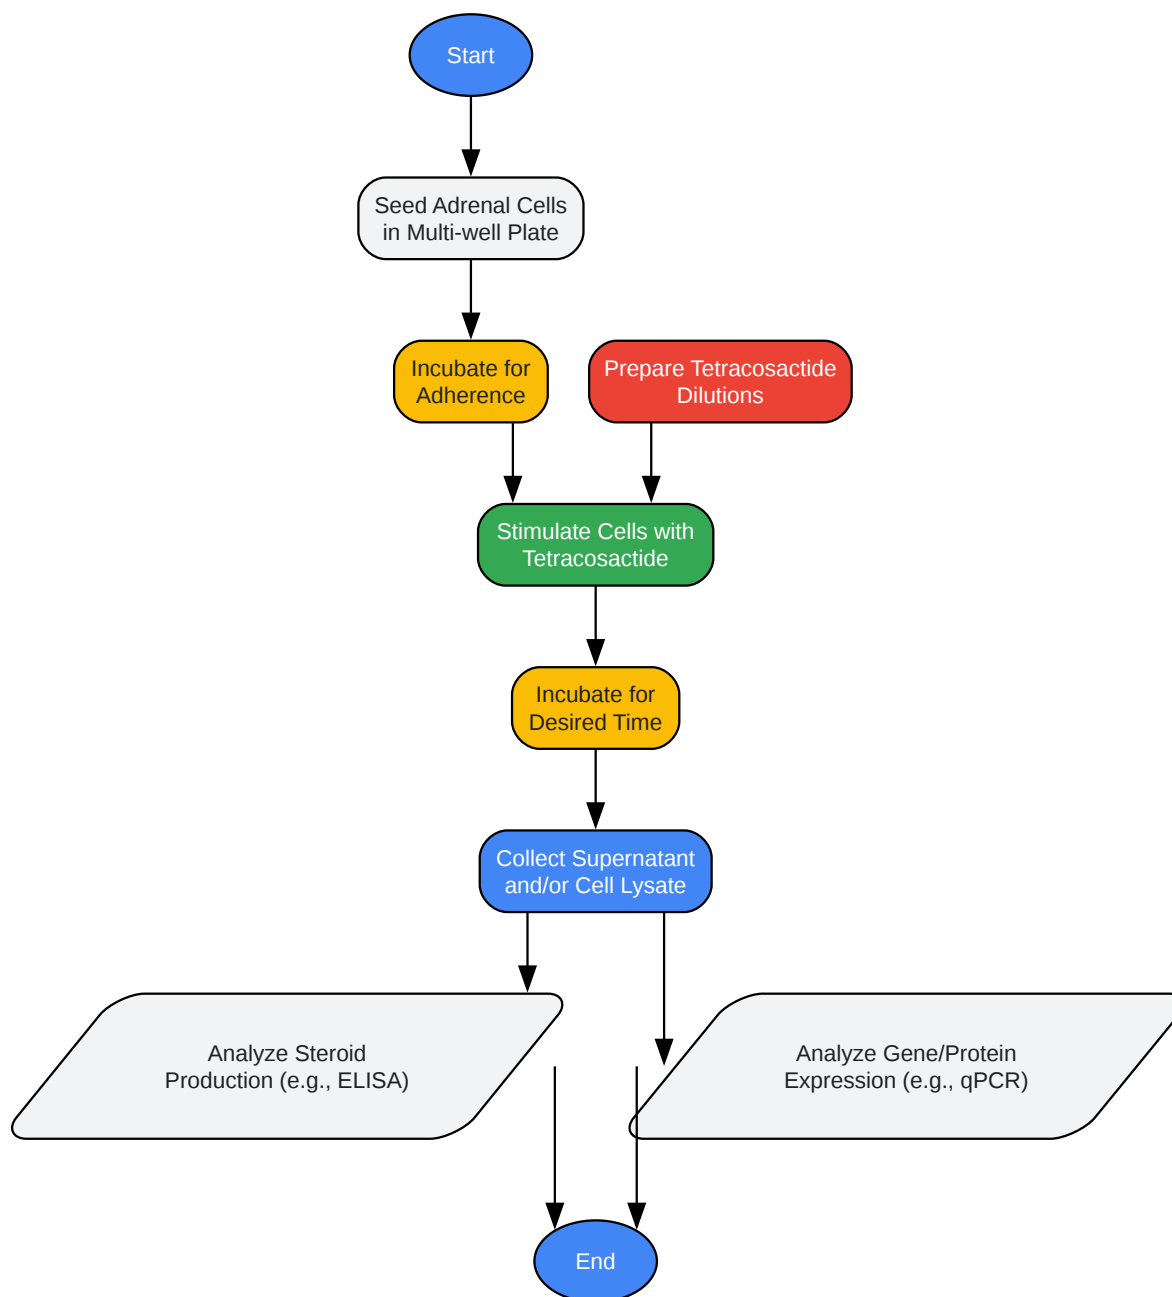 Start
Seed Adrenal Cells
in Multi-well Plate
Incubate for
Adherence
Prepare Tetracosactide
Dilutions
Stimulate Cells with
Tetracosactide
Incubate for
Desired Time
Collect Supernatant
and/or Cell Lysate
Analyze Steroid
Production (e.g., ELISA)
Analyze Gene/Protein
Expression (e.g., qPCR)
End